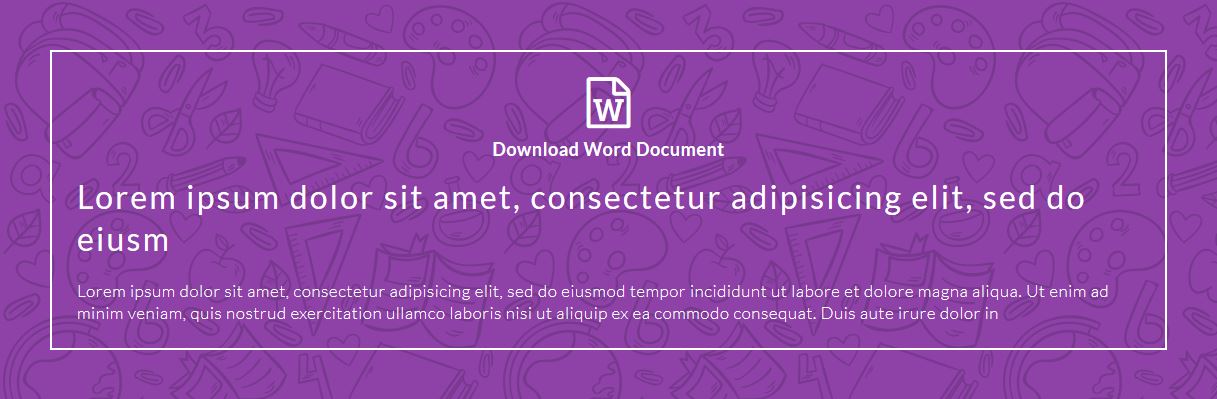 W
Download Word Document
Lorem ipsum dolor sit amet, consectetur adipisicing elit, sed do
eiusm
Lorem ipsum dolor sit amet, consectetur adipisicing elit, sed do eiusmod tempor incididunt ut labore et dolore magna aliqua. Ut enim ad
minim veniam, quis nostrud exercitation ullamco laboris nisi ut aliquip ex ea commodo consequat. Duis aute irure dolor in